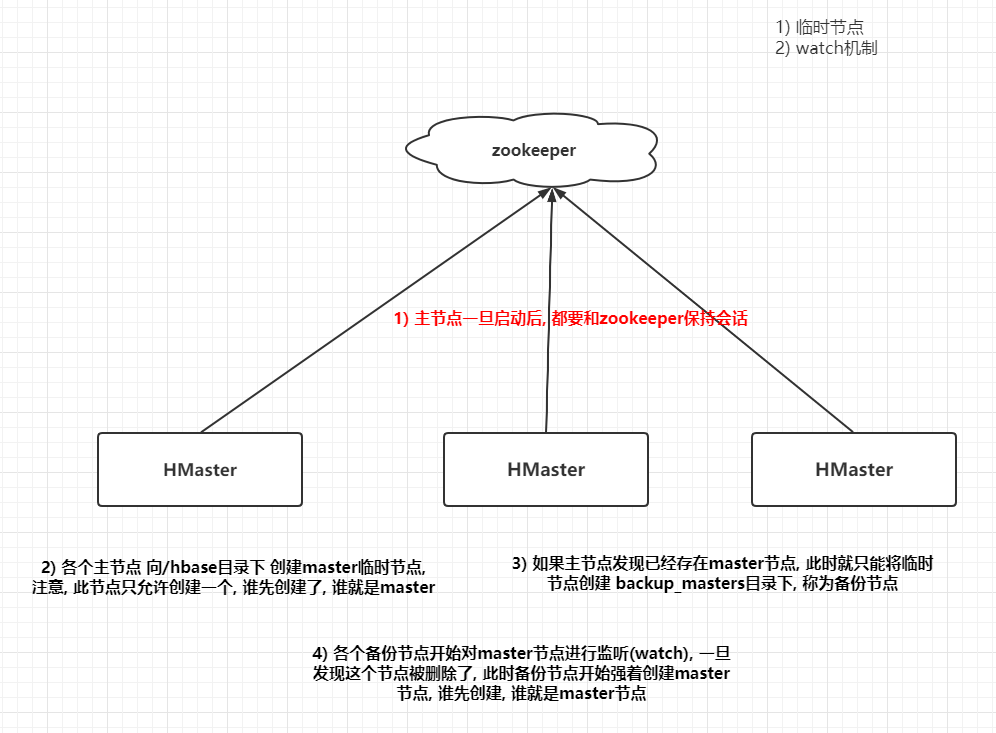 1) 临时节点
2) watch机制
zookeeper
1) 主节点一旦启动后, 都要和zookeeper保持会话
HMaster
HMaster
HMaster
2) 各个主节点 向/hbase目录下 创建master临时节点,
注意, 此节点只允许创建一个, 谁先创建了, 谁就是master
3) 如果主节点发现已经存在master节点, 此时就只能将临时
节点创建 backup_masters目录下, 称为备份节点
4) 各个备份节点开始对master节点进行监听(watch), 一旦
发现这个节点被删除了, 此时备份节点开始强着创建master
节点, 谁先创建, 谁就是master节点